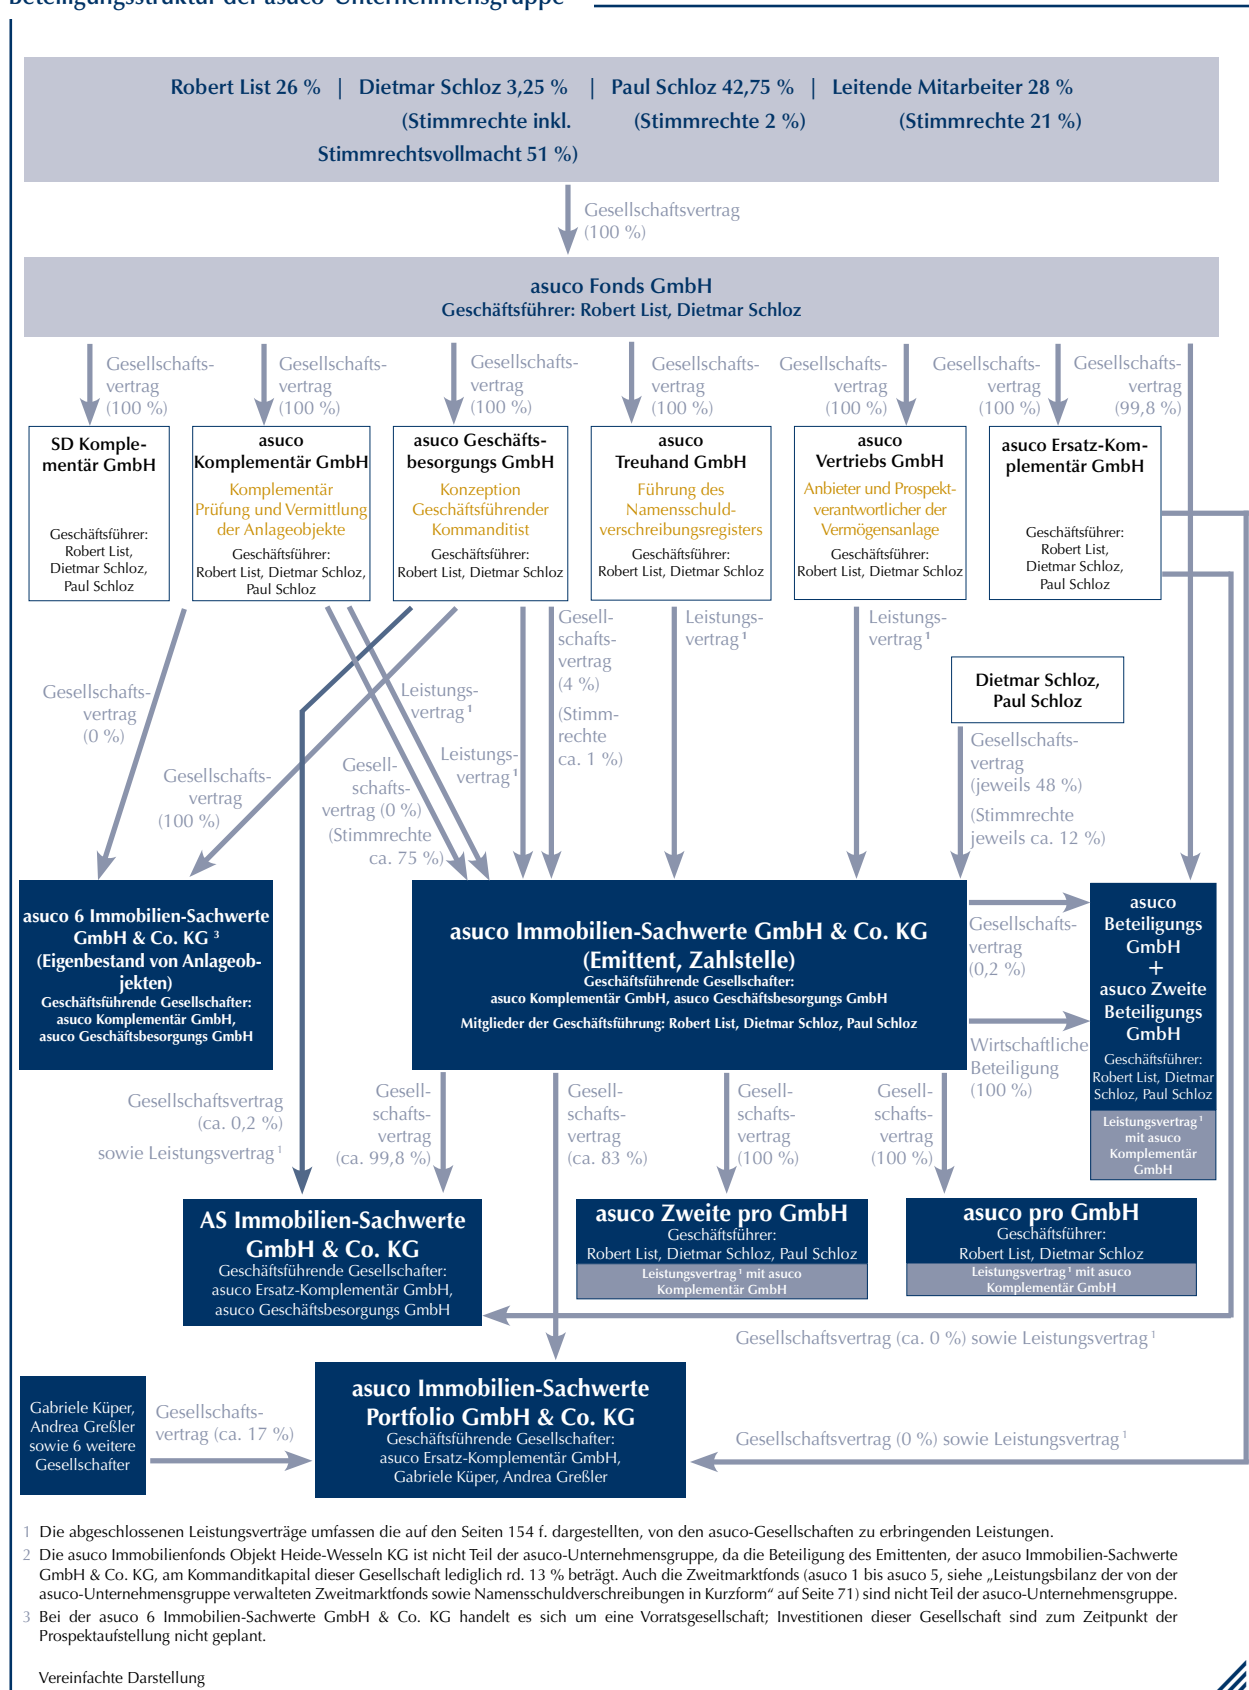 Beteiligungsstruktur der asuco-Unternehmensgruppe
Robert List 26 % | Dietmar Schloz 3,25 % | Paul Schloz 42,75 % | Leitende Mitarbeiter 28 %
(Stimmrechte inkl. (Stimmrechte 2 %) (Stimmrechte 21 %)
Stimmrechtsvollmacht 51 %)
Gesellschaftsvertrag
(100 %)
asuco Fonds GmbH
Geschäftsführer: Robert List, Dietmar Schloz
Gesellschafts-
vertrag
(100 %)
Gesellschafts-
vertrag
(100 %)
Gesellschafts-
vertrag
(100 %)
Gesellschafts-
vertrag
(100 %)
Gesellschafts-
vertrag
(100 %)
Gesellschafts-
vertrag
(100 %)
Gesellschafts-
vertrag
(99,8 %)
SD Komple-
mentär GmbH
Geschäftsführer:
Robert List,
Dietmar Schloz,
Paul Schloz
asuco
Komplementär GmbH
Komplementär
Prüfung und Vermittlung
der Anlageobjekte
Geschäftsführer:
Robert List, Dietmar Schloz,
Paul Schloz
asuco Geschäfts-
besorgungs GmbH
Konzeption
Geschäftsführender
Kommanditist
Geschäftsführer:
Robert List, Dietmar Schloz
asuco
Treuhand GmbH
Führung des
Namensschuld-
verschreibungsregisters
Geschäftsführer:
Robert List, Dietmar Schloz
asuco
Vertriebs GmbH
Anbieter und Prospekt-
verantwortlicher der
Vermögensanlage
Geschäftsführer:
Robert List, Dietmar Schloz
asuco Ersatz-Kom-
plementär GmbH
Geschäftsführer:
Robert List,
Dietmar Schloz,
Paul Schloz
Gesellschafts-
vertrag
(0 %)
Gesellschafts-
vertrag
(100 %)
Gesell-
schafts-
vertrag (0 %)
(Stimmrechte
ca. 75 %)
Leistungs-
vertrag ¹
Leistungs-
vertrag ¹
Gesell-
schafts-
vertrag
(4 %)
(Stimm-
rechte
ca. 1 %)
Leistungs-
vertrag ¹
Leistungs-
vertrag ¹
Dietmar Schloz,
Paul Schloz
Gesellschafts-
vertrag
(jeweils 48 %)
(Stimmrechte
jeweils ca. 12 %)
asuco 6 Immobilien-Sachwerte
GmbH & Co. KG ³
(Eigenbestand von Anlageob-
jekten)
Geschäftsführende Gesellschafter:
asuco Komplementär GmbH,
asuco Geschäftsbesorgungs GmbH
asuco Immobilien-Sachwerte GmbH & Co. KG
(Emittent, Zahlstelle)
Geschäftsführende Gesellschafter:
asuco Komplementär GmbH, asuco Geschäftsbesorgungs GmbH
Mitglieder der Geschäftsführung: Robert List, Dietmar Schloz, Paul Schloz
Gesellschafts-
vertrag
(0,2 %)
Wirtschaftliche
Beteiligung
(100 %)
asuco
Beteiligungs
GmbH
+
asuco Zweite
Beteiligungs
GmbH
Geschäftsführer:
Robert List, Dietmar
Schloz, Paul Schloz
Leistungsvertrag ¹
mit asuco
Komplementär
GmbH
Gesellschaftsvertrag
(ca. 0,2 %)
sowie Leistungsvertrag ¹
Gesell-
schafts-
vertrag
(ca. 99,8 %)
Gesell-
schafts-
vertrag
(ca. 83 %)
Gesell-
schafts-
vertrag
(100 %)
Gesell-
schafts-
vertrag
(100 %)
AS Immobilien-Sachwerte
GmbH & Co. KG
Geschäftsführende Gesellschafter:
asuco Ersatz-Komplementär GmbH,
asuco Geschäftsbesorgungs GmbH
asuco Zweite pro GmbH
Geschäftsführer:
Robert List, Dietmar Schloz, Paul Schloz
Leistungsvertrag ¹ mit asuco
Komplementär GmbH
asuco pro GmbH
Geschäftsführer:
Robert List, Dietmar Schloz
Leistungsvertrag ¹ mit asuco
Komplementär GmbH
Gesellschaftsvertrag (ca. 0 %) sowie Leistungsvertrag ¹
Gabriele Küper,
Andrea Greßler
sowie 6 weitere
Gesellschafter
Gesellschafts-
vertrag (ca. 17 %)
asuco Immobilien-Sachwerte
Portfolio GmbH & Co. KG
Geschäftsführende Gesellschafter:
asuco Ersatz-Komplementär GmbH,
Gabriele Küper, Andrea Greßler
Gesellschaftsvertrag (0 %) sowie Leistungsvertrag ¹
1 Die abgeschlossenen Leistungsverträge umfassen die auf den Seiten 154 f. dargestellten, von den asuco-Gesellschaften zu erbringenden Leistungen.
2 Die asuco Immobilienfonds Objekt Heide-Wesseln KG ist nicht Teil der asuco-Unternehmensgruppe, da die Beteiligung des Emittenten, der asuco Immobilien-Sachwerte
GmbH & Co. KG, am Kommanditkapital dieser Gesellschaft lediglich rd. 13 % beträgt. Auch die Zweitmarktfonds (asuco 1 bis asuco 5, siehe „Leistungsbilanz der von der
asuco-Unternehmensgruppe verwalteten Zweitmarktfonds sowie Namensschuldverschreibungen in Kurzform“ auf Seite 71) sind nicht Teil der asuco-Unternehmensgruppe.
3 Bei der asuco 6 Immobilien-Sachwerte GmbH & Co. KG handelt es sich um eine Vorratsgesellschaft; Investitionen dieser Gesellschaft sind zum Zeitpunkt der
Prospektaufstellung nicht geplant.
Vereinfachte Darstellung